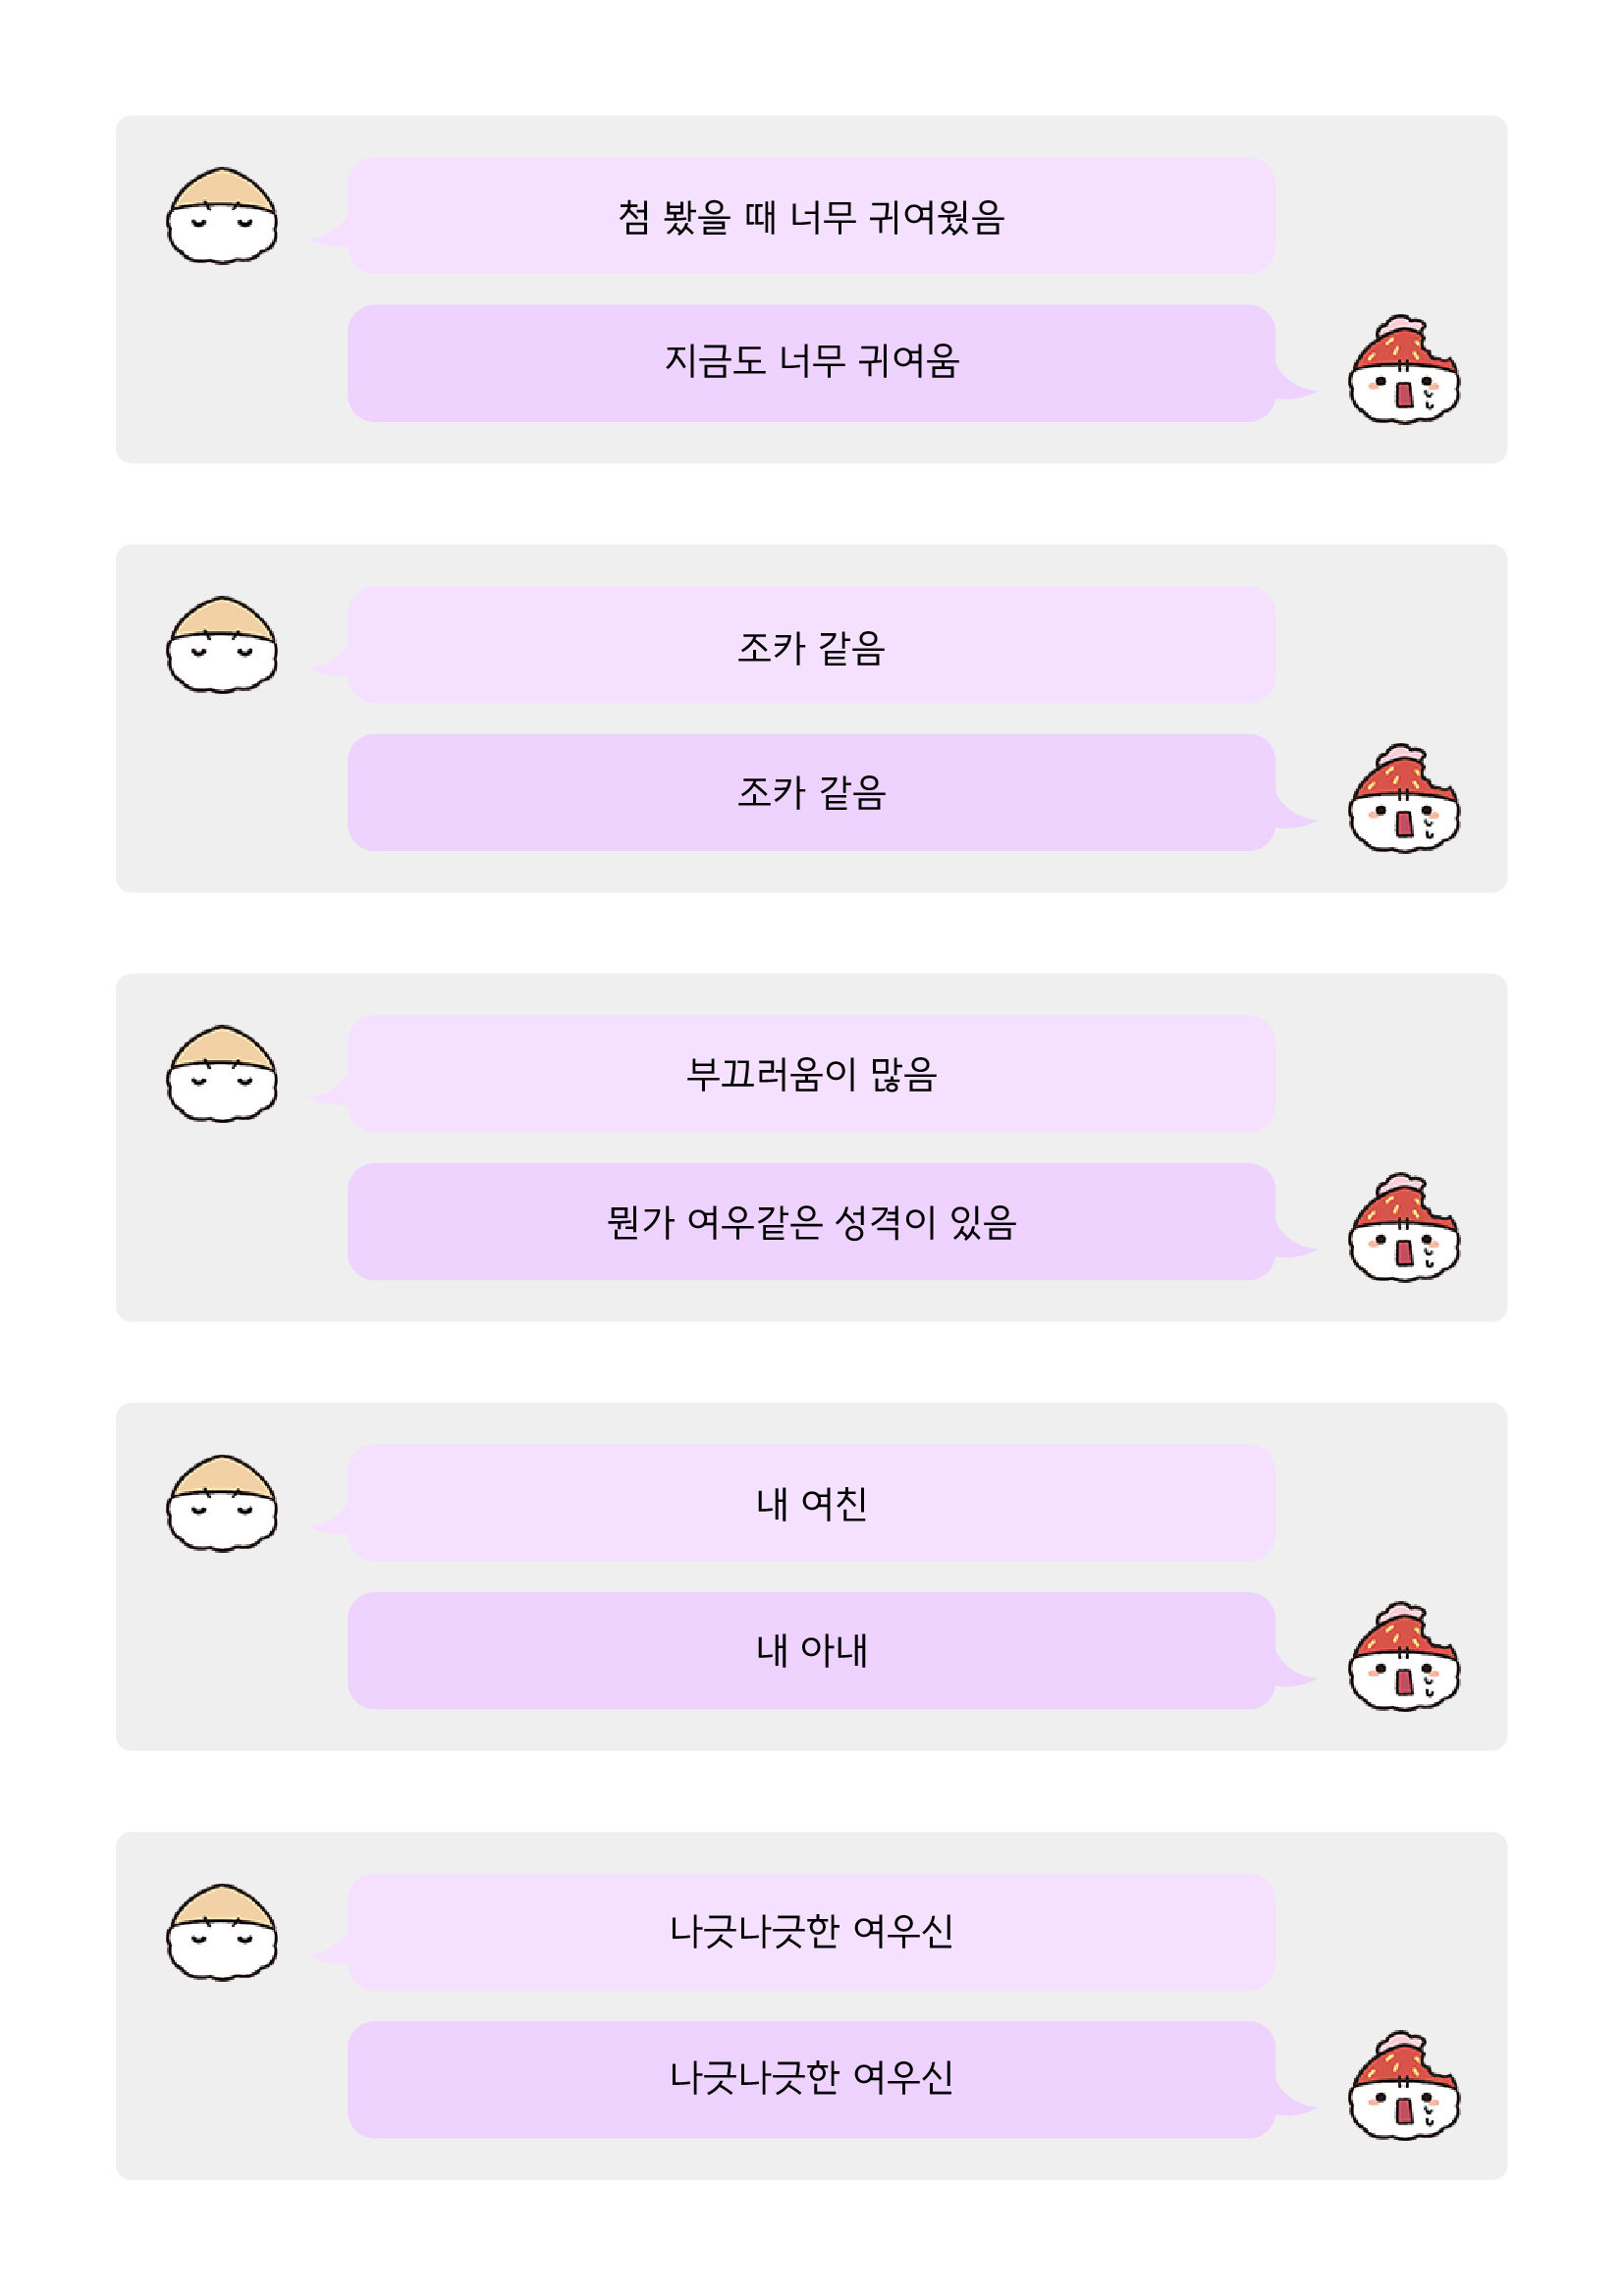 첨 봤을 때 너무 귀여웠음
지금도 너무 귀여움
조카 같음
조카 같음
부끄러움이 많음
뭔가 여우같은 성격이 있음
내 여친
내 아내
나긋나긋한 여우신
나긋나긋한 여우신